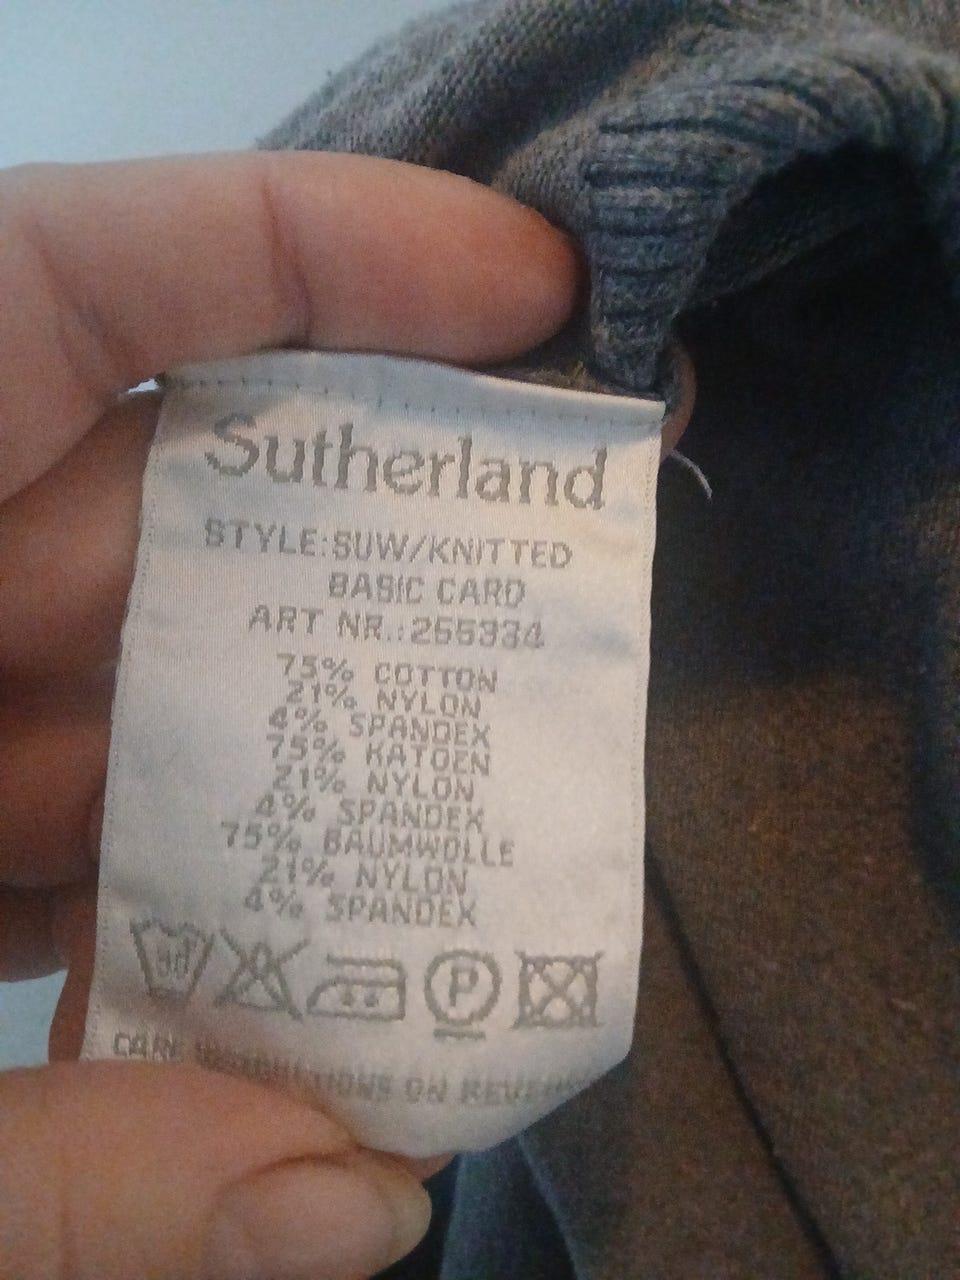 Sutherland
STYLE:SUW/KNITTED
BASIC CARD
ART NR.:255334
75% COTTON
21% NYLON
4% SPANDEX
75% KATOEN
21% NYLON
4% SPANDEX
75% BAUMWOLLE
21% NYLON
4% SPANDEX
P
ON